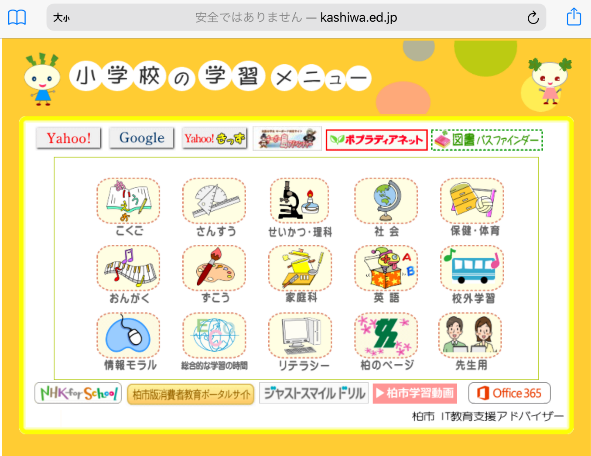 大小 安全ではありません — kashiwa.ed.jp
小学校の学習メニュー
Yahoo! Google Yahoo!きっず ポプラディアネット 図書パスファインダー
こくご さんすう せいかつ・理科 社会 保健・体育
A
B
おんがく ずこう 家庭科 英語 校外学習
情報モラル 総合的な学習の時間 リテラシー 柏のページ 先生用
NHK for School 柏市版消費者教育ポータルサイト ジャストスマイルドリル ▶柏市学習動画 Office 365
柏市 IT教育支援アドバイザー